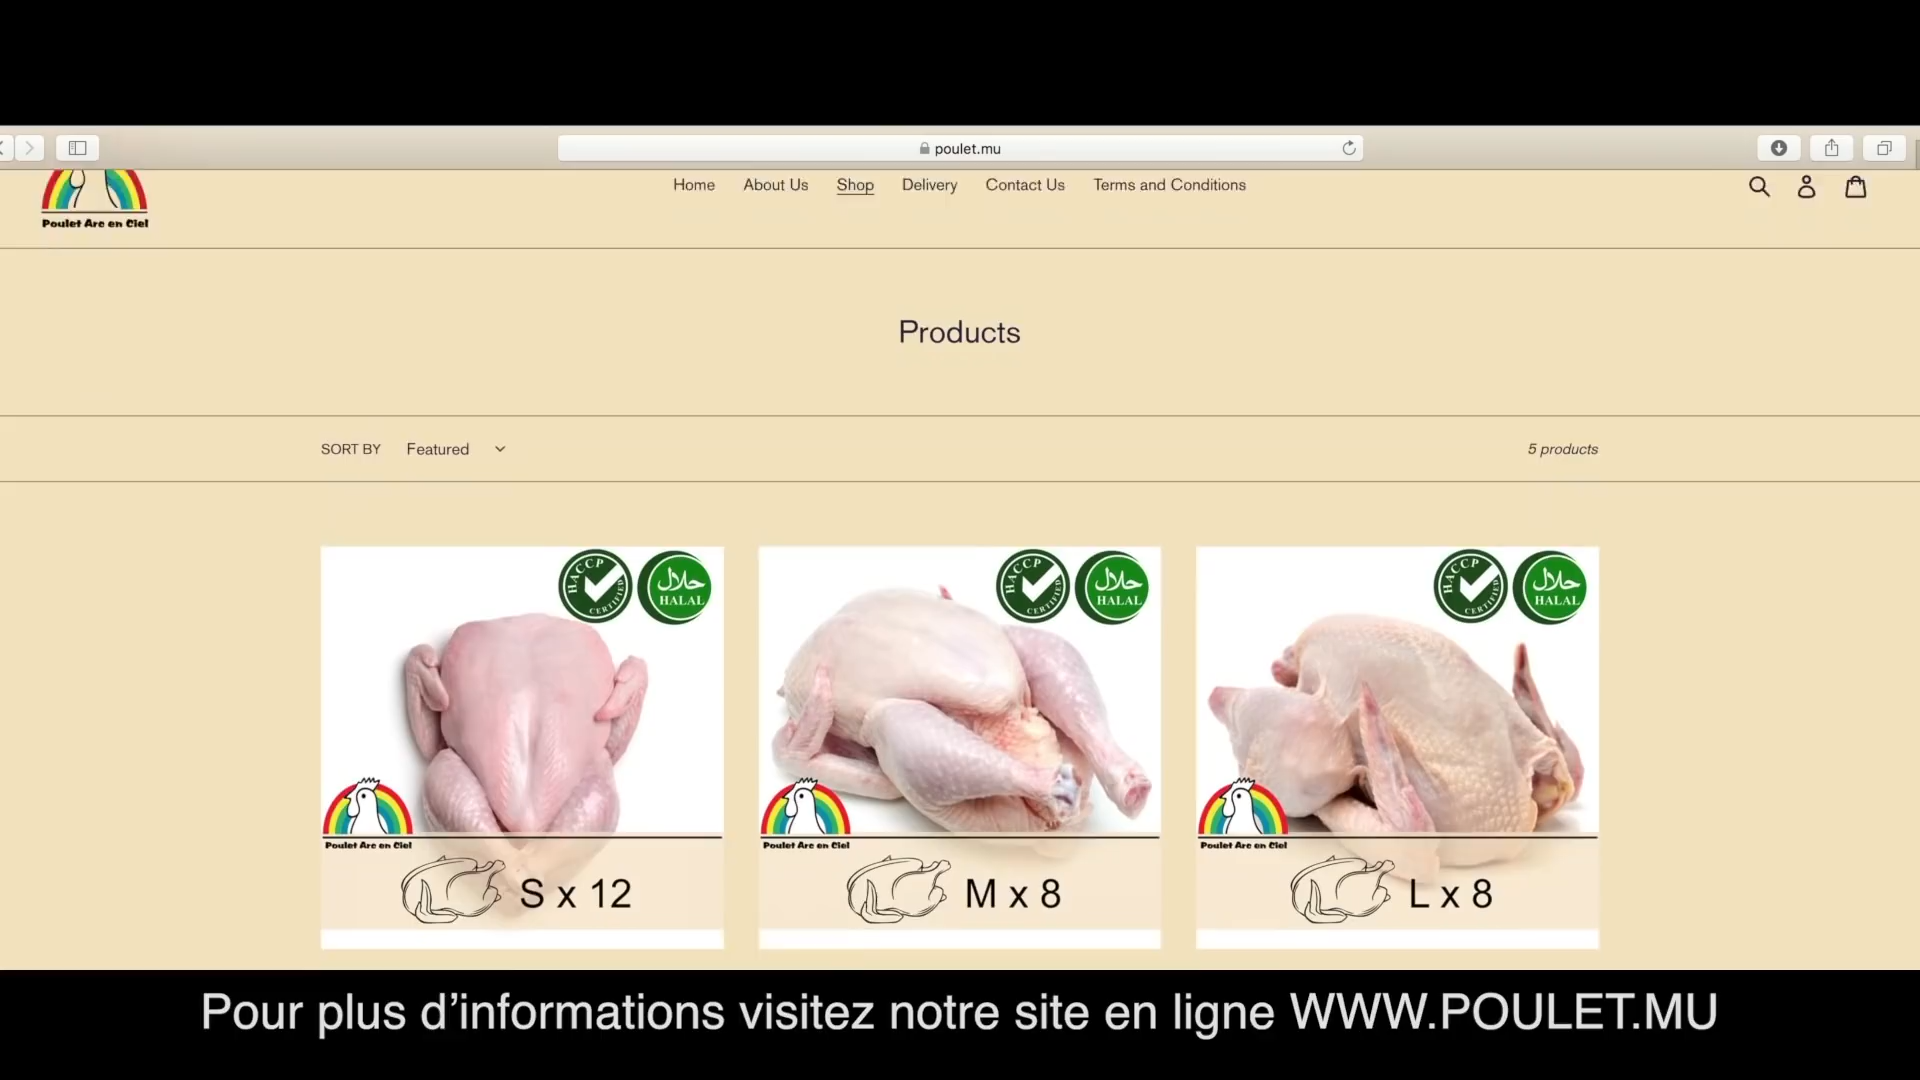 poulet.mu
Home About Us Shop Delivery Contact Us Terms and Conditions
Poulet Arc en Ciel
Products
SORT BY Featured
5 products
HACCP CERTIFIED
حلال
HALAL
HACCP CERTIFIED
حلال
HALAL
HACCP CERTIFIED
حلال
HALAL
Poulet Arc en Ciel
Poulet Arc en Ciel
Poulet Arc en Ciel
S x 12
M x 8
L x 8
Pour plus d’informations visitez notre site en ligne WWW.POULET.MU